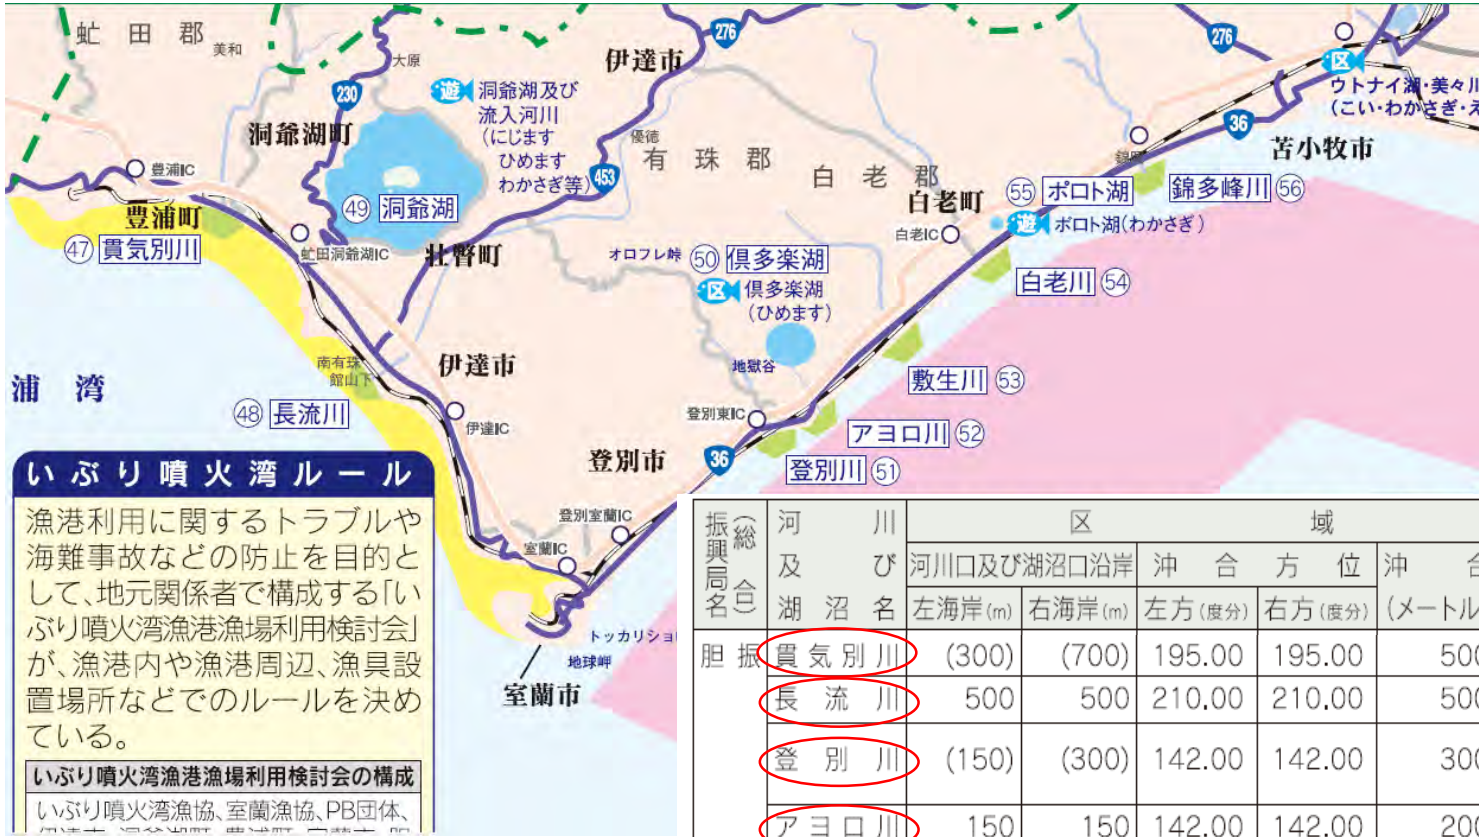 虻田郡
美和
大原
276
伊達市
276
区
ウトナイ湖・美々川
(こい・わかさぎ・え
230
遊
洞爺湖及び
流入河川
(にじます
ひめます
わかさぎ等)
洞爺湖町
優徳
有珠郡
453
白老郡
36
苫小牧市
錦町
豊浦IC
豊浦町
㊼貫気別川
㊾洞爺湖
虻田洞爺湖IC
壮瞥町
オロフレ峠
㊿倶多楽湖
区
倶多楽湖
(ひめます)
白老町
55 ポロト湖
錦多峰川 56
遊
ポロト湖(わかさぎ)
白老IC
白老川 54
南有珠
館山下
伊達市
浦湾
㊽長流川
伊達IC
地獄谷
敷生川 53
登別東IC
アヨロ川 52
登別市
36
登別川 51
登別室蘭IC
室蘭IC
トッカリショ
地球岬
室蘭市
いぶり噴火湾ルール
漁港利用に関するトラブルや
海難事故などの防止を目的と
して、地元関係者で構成する「い
ぶり噴火湾漁港漁場利用検討会」
が、漁港内や漁港周辺、漁具設
置場所などでのルールを決め
ている。
いぶり噴火湾漁港漁場利用検討会の構成
いぶり噴火湾漁協、室蘭漁協、PB団体、
振興局名(総合) 河川及び湖沼名 区域
河川口及び湖沼口沿岸 沖合方位 沖合
左海岸(m) 右海岸(m) 左方(度分) 右方(度分) (メートル
胆振 貫気別川 (300) (700) 195.00 195.00 500
長流川 500 500 210.00 210.00 500
登別川 (150) (300) 142.00 142.00 300
アヨロ川 150 150 142.00 142.00 200